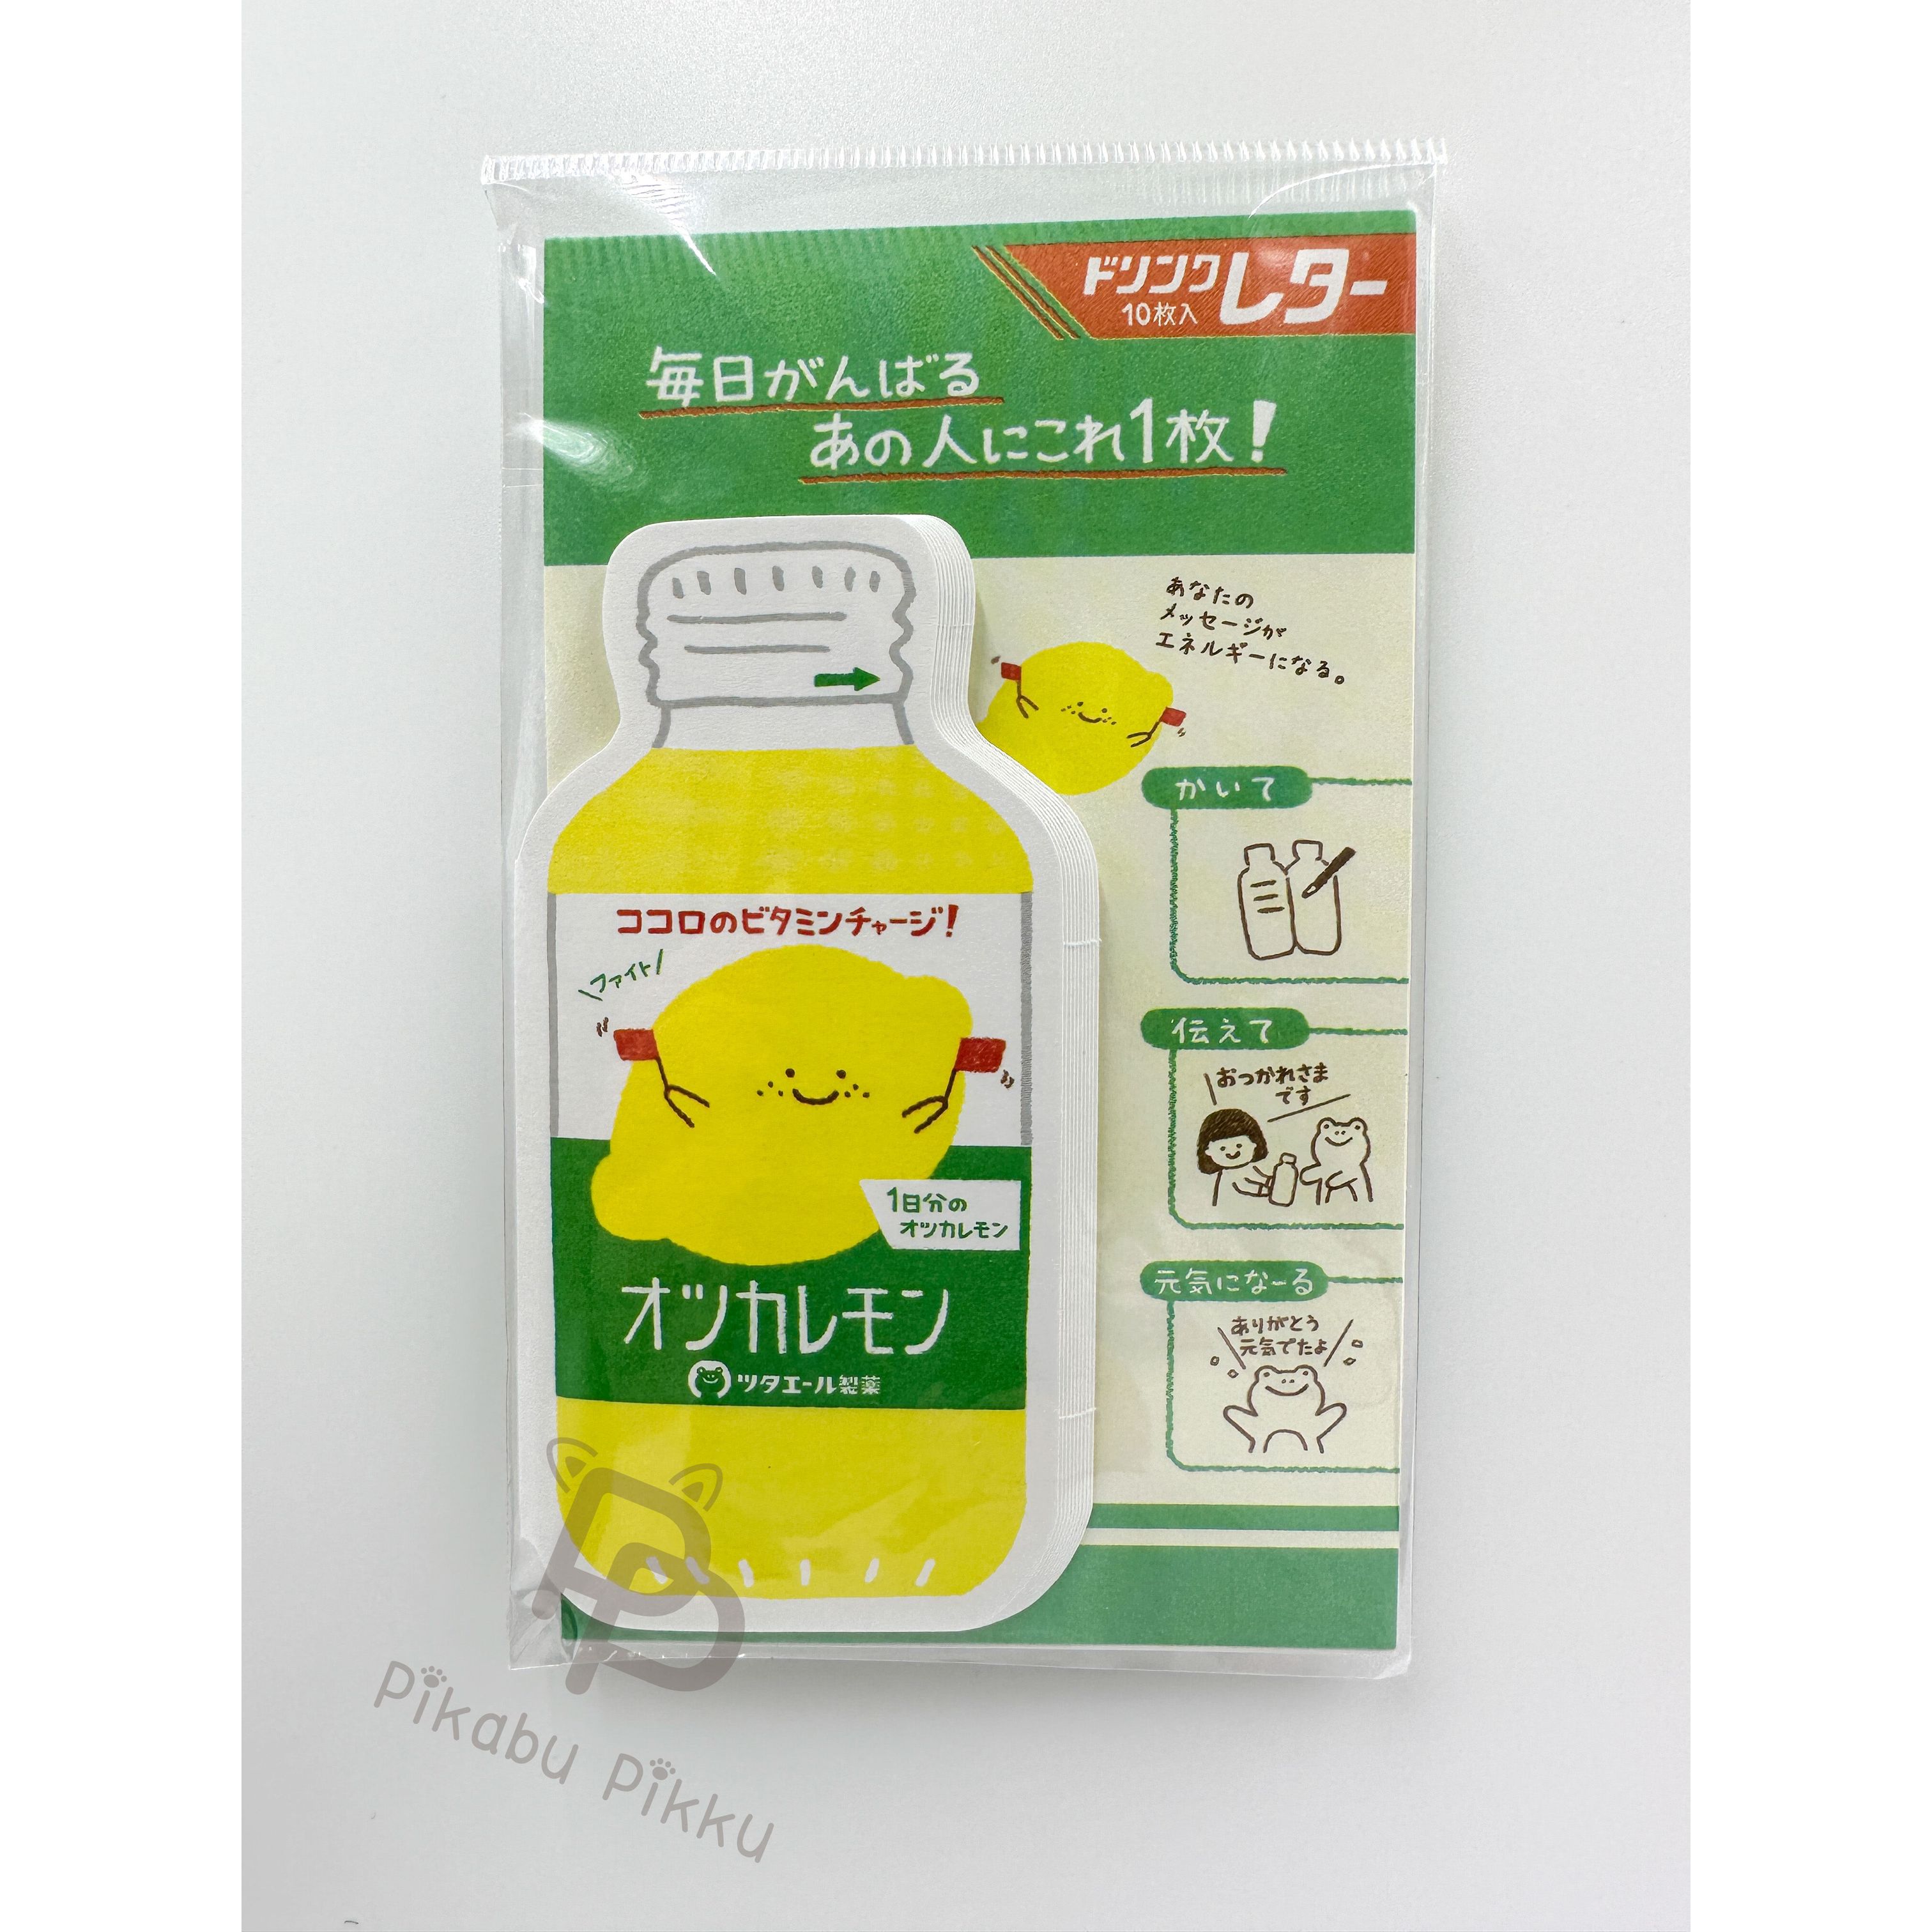 ドリンクレター
10枚入
毎日がんばる
あの人にこれ1枚!
あなたの
メッセージが
エネルギーになる。
ココロのビタミンチャージ!
ファイト
1日分の
オツカレモン
オツカレモン
ツタエール製薬
かいて
伝えて
おつかれさま
です
元気になーる
ありがとう
元気でたよ
Pikabu Pikku